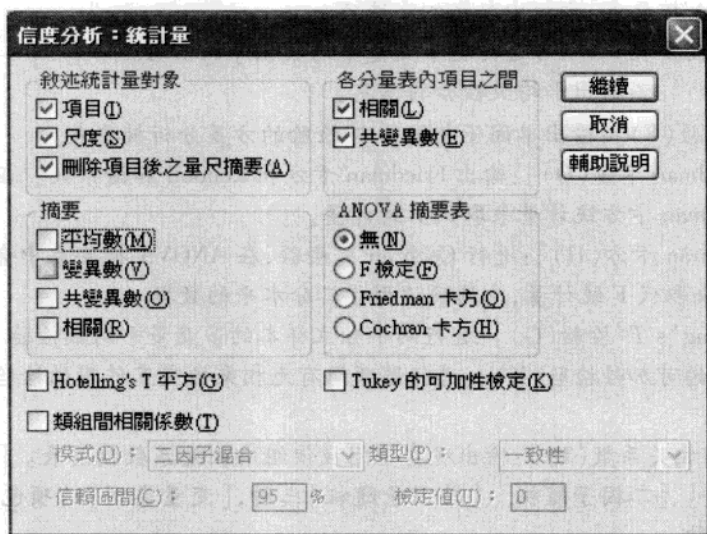 信度分析：統計量
敘述統計量對象
項目(I)
尺度(S)
刪除項目後之量尺摘要(A)
各分量表內項目之間
相關(L)
共變異數(E)
繼續
取消
輔助說明
摘要
平均數(M)
變異數(V)
共變異數(O)
相關(R)
ANOVA 摘要表
無(N)
F 檢定(F)
Friedman 卡方(Q)
Cochran 卡方(H)
Hotelling's T 平方(G)
Tukey 的可加性檢定(K)
類組間相關係數(T)
模式(D)： 二因子混合 類型(P)： 一致性
信賴區間(C)： 95 % 檢定值(U)： 0